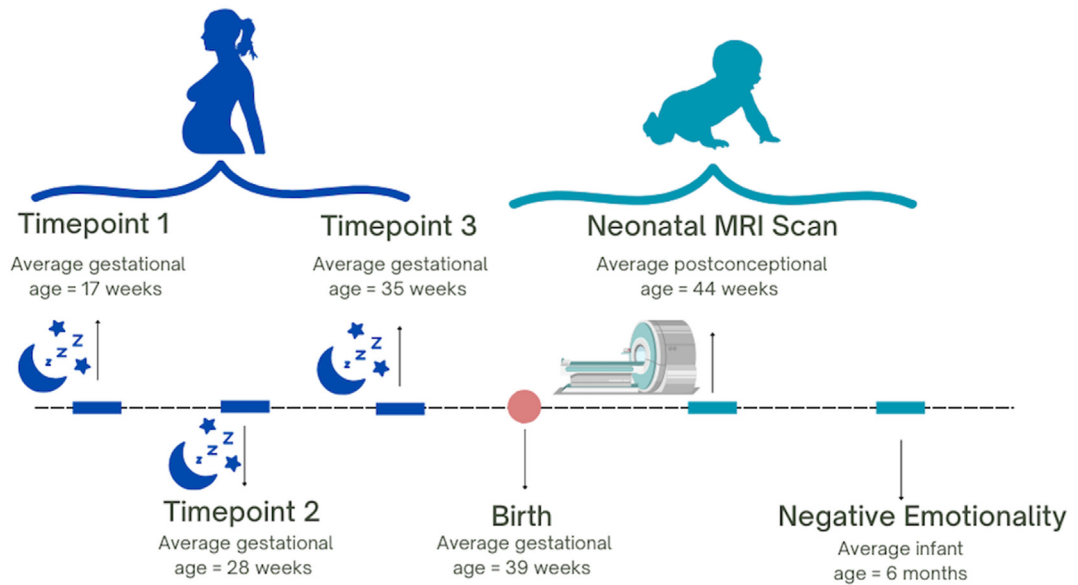 Timepoint 1
Average gestational
age = 17 weeks
Timepoint 3
Average gestational
age = 35 weeks
Neonatal MRI Scan
Average postconceptional
age = 44 weeks
z z Z
z z Z
z z Z
Timepoint 2
Average gestational
age = 28 weeks
Birth
Average gestational
age = 39 weeks
Negative Emotionality
Average infant
age = 6 months